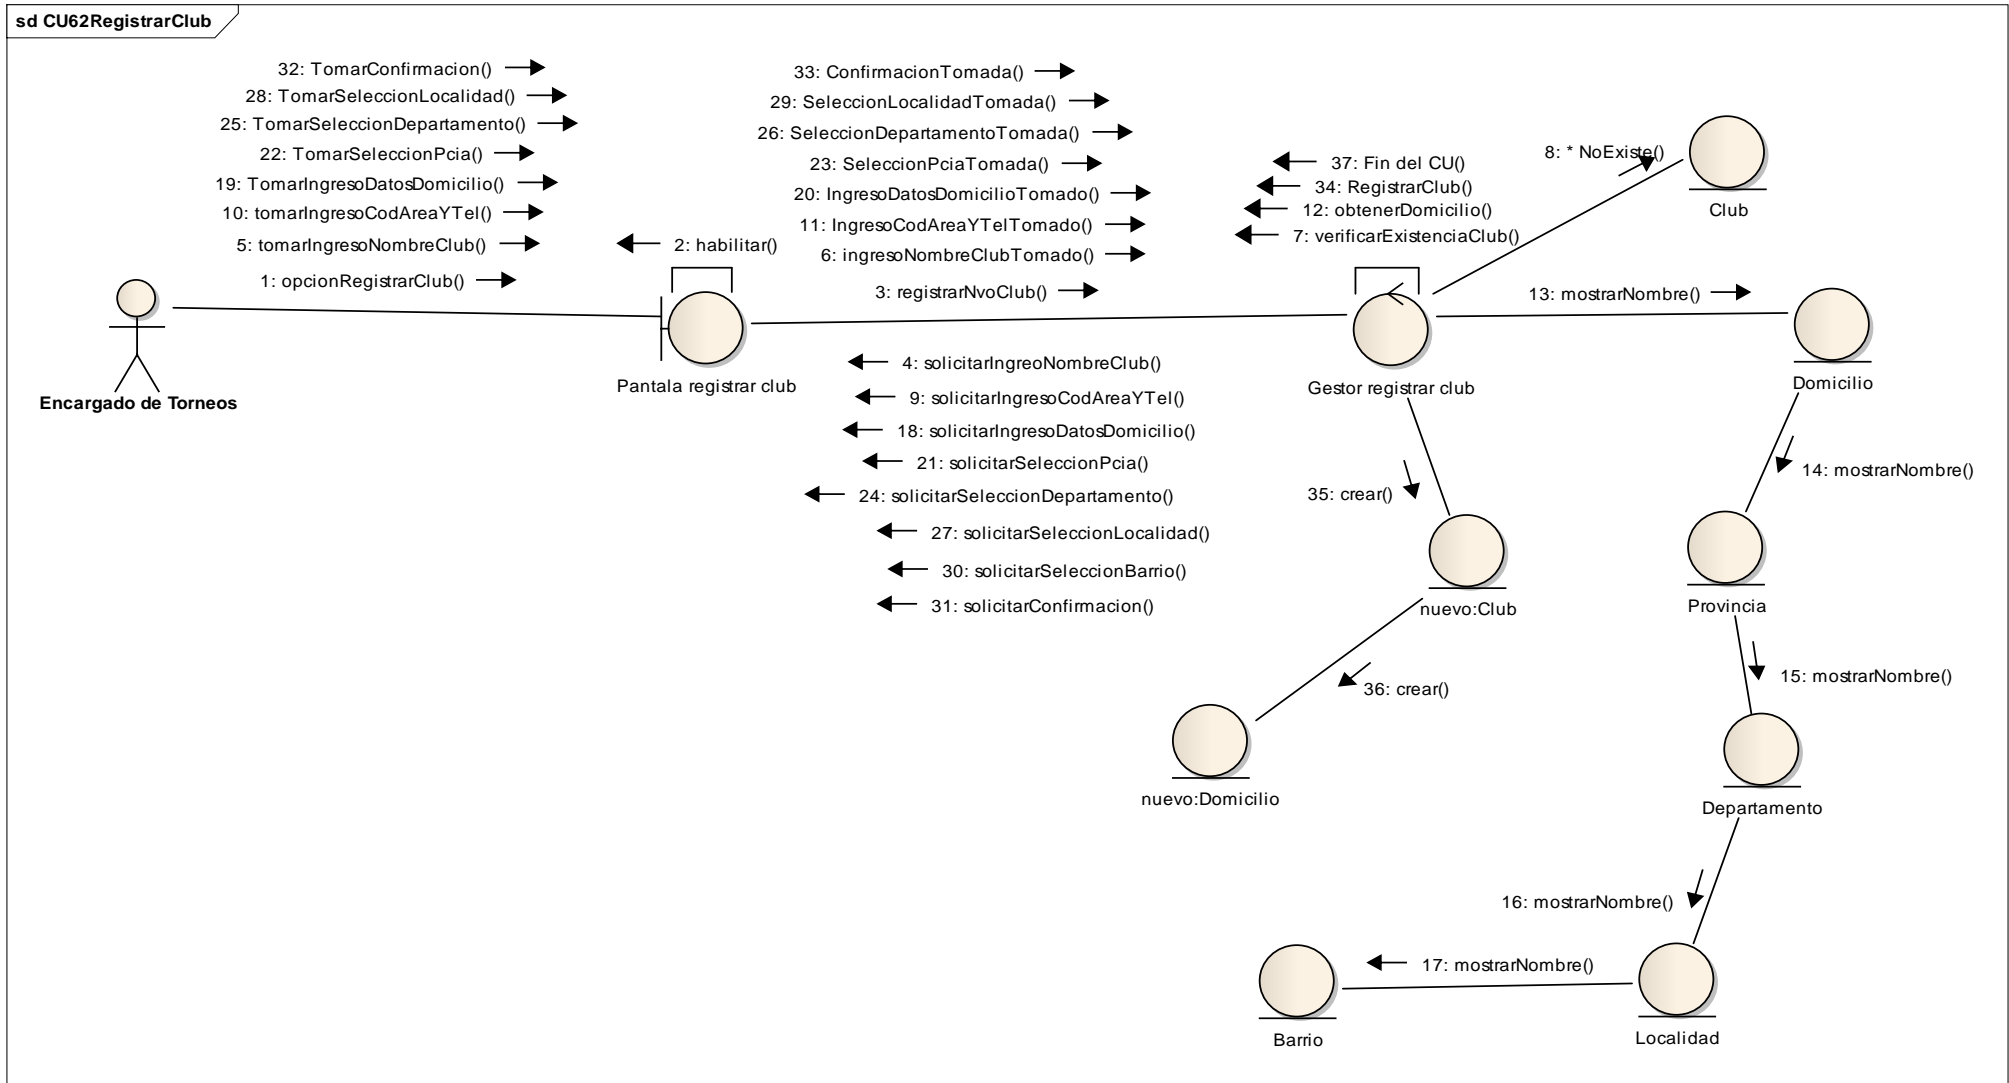 sd CU62RegistrarClub
32: TomarConfirmacion()
28: TomarSeleccionLocalidad()
25: TomarSeleccionDepartamento()
22: TomarSeleccionPcia()
19: TomarIngresoDatosDomicilio()
10: tomarIngresoCodAreaYTel()
5: tomarIngresoNombreClub()
1: opcionRegistrarClub()
2: habilitar()
33: ConfirmacionTomada()
29: SeleccionLocalidadTomada()
26: SeleccionDepartamentoTomada()
23: SeleccionPciaTomada()
20: IngresoDatosDomicilioTomado()
11: IngresoCodAreaYTelTomado()
6: ingresoNombreClubTomado()
3: registrarNvoClub()
37: Fin del CU()
34: RegistrarClub()
12: obtenerDomicilio()
7: verificarExistenciaClub()
8: * NoExiste()
Club
13: mostrarNombre()
Encargado de Torneos
Pantala registrar club
Gestor registrar club
Domicilio
4: solicitarIngreoNombreClub()
9: solicitarIngresoCodAreaYTel()
18: solicitarIngresoDatosDomicilio()
21: solicitarSeleccionPcia()
24: solicitarSeleccionDepartamento()
27: solicitarSeleccionLocalidad()
30: solicitarSeleccionBarrio()
31: solicitarConfirmacion()
14: mostrarNombre()
35: crear()
nuevo:Club
Provincia
36: crear()
15: mostrarNombre()
nuevo:Domicilio
Departamento
16: mostrarNombre()
17: mostrarNombre()
Barrio
Localidad